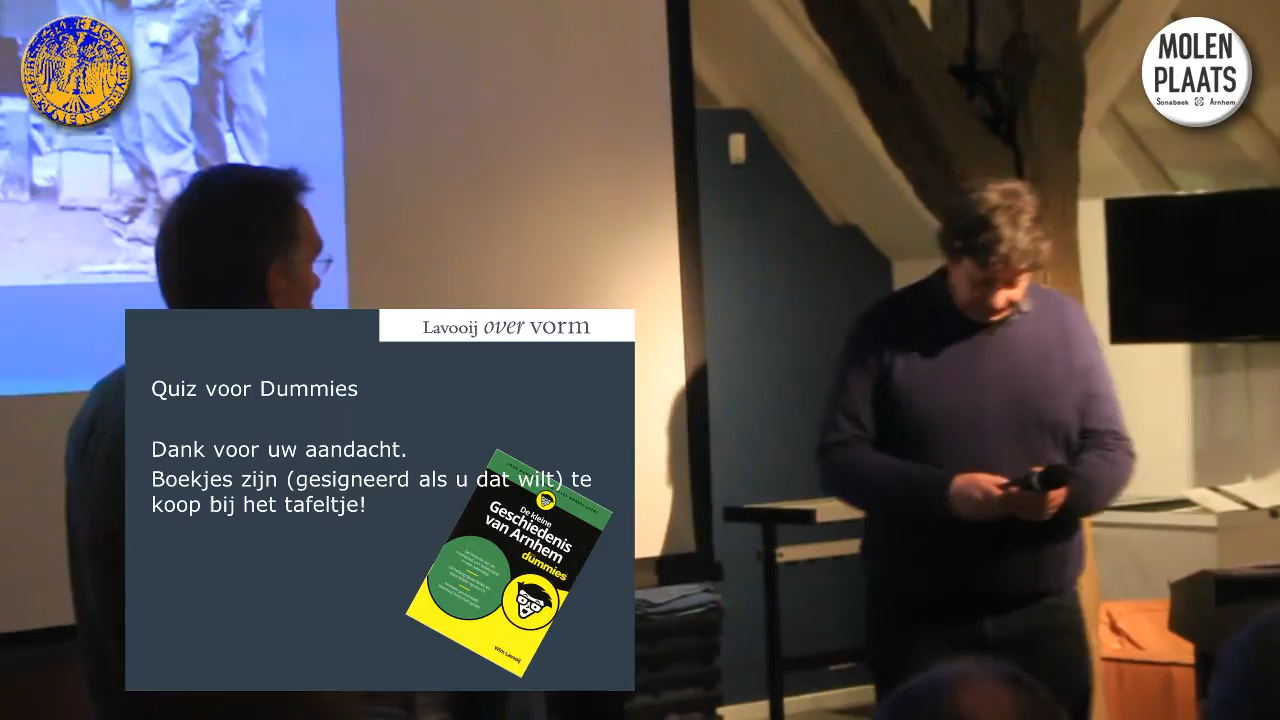 MOLEN
PLAATS
Sonsbeek Arnhem
Lavooij over vorm
Quiz voor Dummies
Dank voor uw aandacht.
Boekjes zijn (gesigneerd als u dat wilt) te
koop bij het tafeltje!
De kleine
Geschiedenis
van Arnhem
dummies
Wim Lavooij